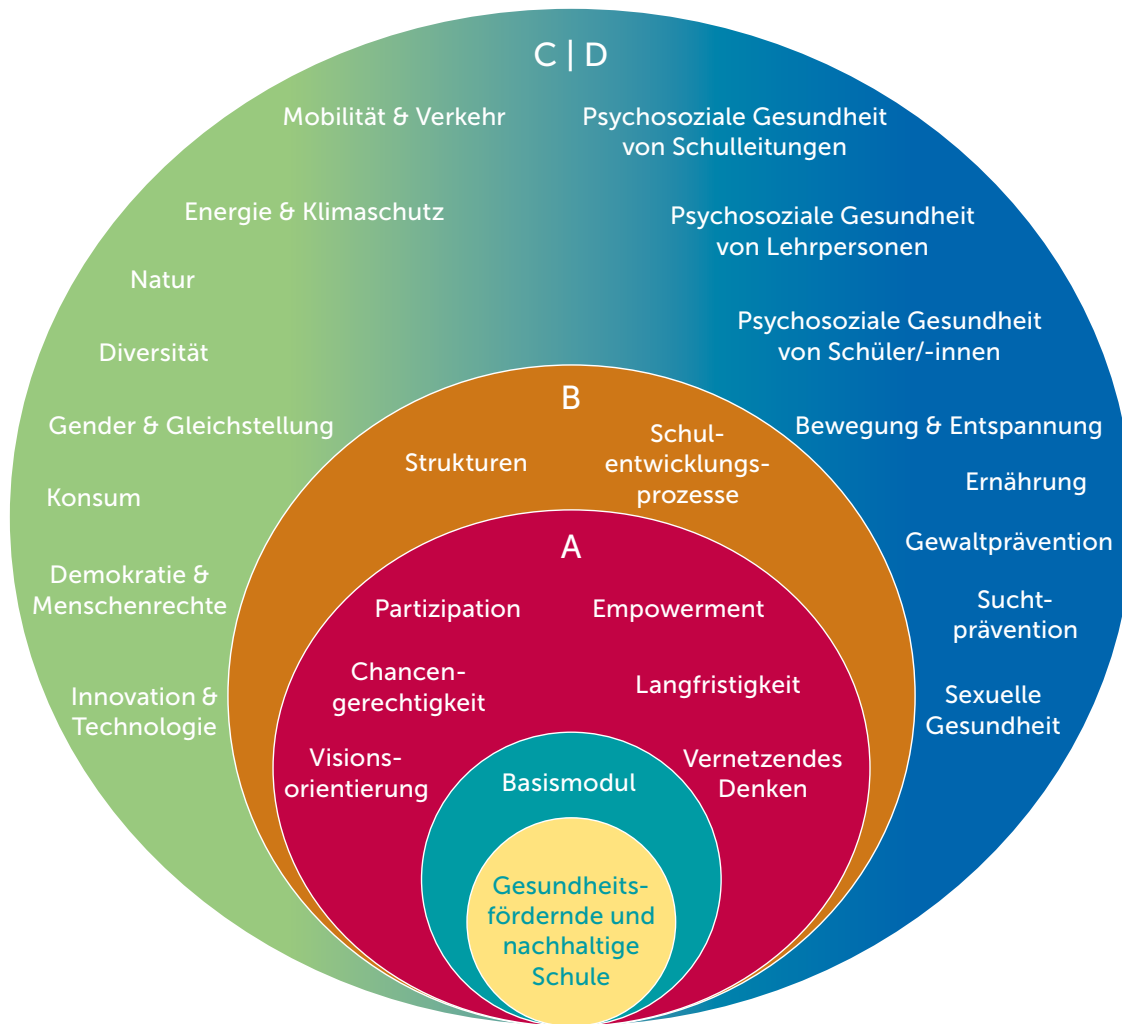 C | D
Mobilität & Verkehr
Energie & Klimaschutz
Natur
Diversität
Gender & Gleichstellung
Konsum
Demokratie &
Menschenrechte
Innovation &
Technologie
Psychosoziale Gesundheit
von Schulleitungen
Psychosoziale Gesundheit
von Lehrpersonen
Psychosoziale Gesundheit
von Schüler/-innen
Bewegung & Entspannung
Ernährung
Gewaltprävention
Sucht-
prävention
Sexuelle
Gesundheit
B
Strukturen
Schul-
entwicklungs-
prozesse
A
Partizipation
Empowerment
Chancen-
gerechtigkeit
Langfristigkeit
Visions-
orientierung
Vernetzendes
Denken
Basismodul
Gesundheits-
fördernde und
nachhaltige
Schule